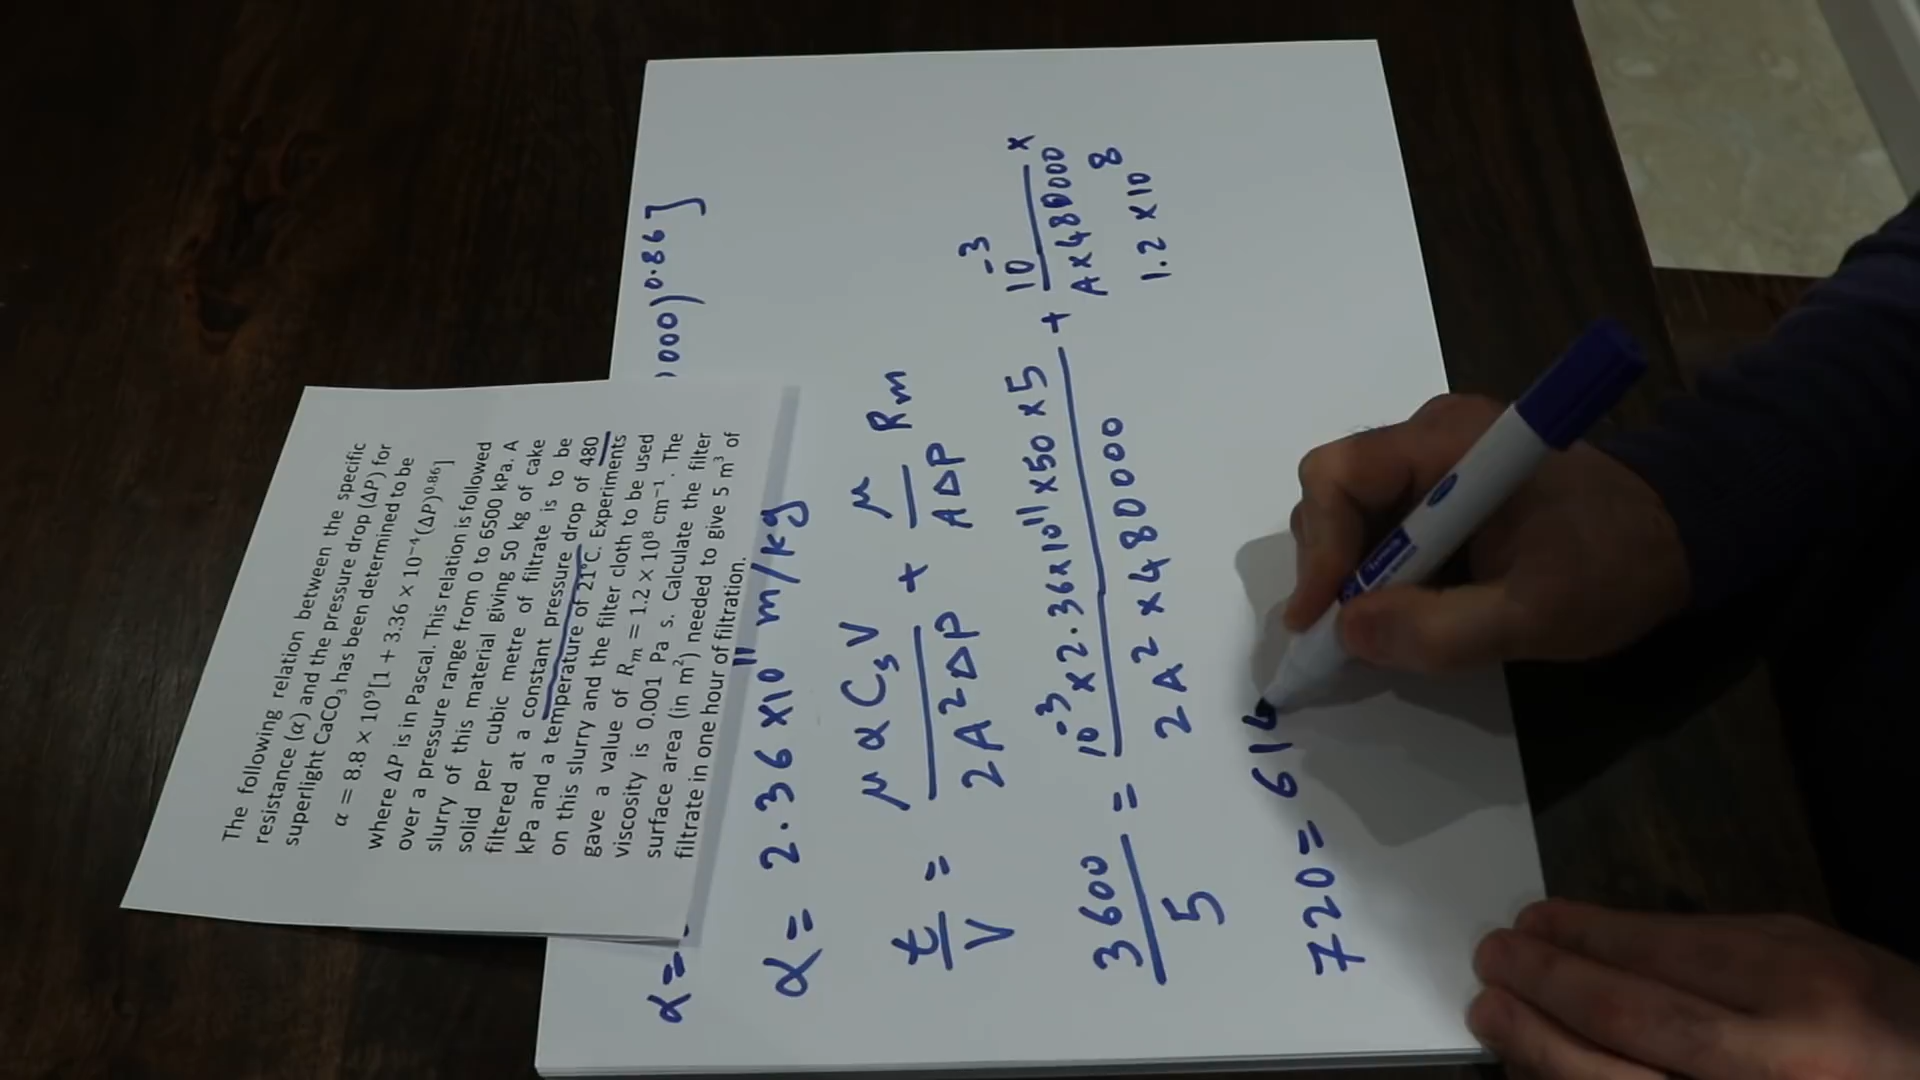 The following relation between the specific
resistance (α) and the pressure drop (ΔP) for
superlight CaCO₃ has been determined to be
α = 8.8 × 10⁹[1 + 3.36 × 10⁻⁴(ΔP)⁰·⁸⁶]
where ΔP is in Pascal. This relation is followed
over a pressure range from 0 to 6500 kPa. A
slurry of this material giving 50 kg of cake
solid per cubic metre of filtrate is to be
filtered at a constant pressure drop of 480
kPa and a temperature of 21°C. Experiments
on this slurry and the filter cloth to be used
gave a value of Rₘ = 1.2 × 10⁸ cm⁻¹. The
viscosity is 0.001 Pa s. Calculate the filter
surface area (in m²) needed to give 5 m³ of
filtrate in one hour of filtration.
α = 000)⁰·⁸⁶]
α = 2.36 × 10¹¹ m/kg
t/V = μ α Cₛ V / 2A² ΔP + μ / AΔP Rm
3600/5 = 10⁻³ × 2.36 × 10¹¹ × 50 × 5 / 2A² × 480000 + 10⁻³ / A × 480000 ×
1.2 × 10⁸
720 = 61